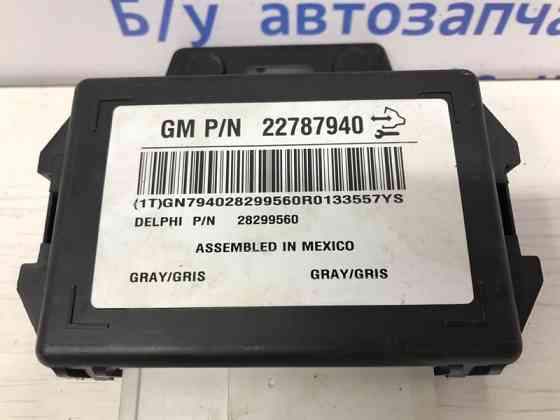 б/у автозапча
GM P/N 22787940
(1T)GN794028299560R0133557YS
DELPHI P/N 28299560
ASSEMBLED IN MEXICO
GRAY/GRIS GRAY/GRIS